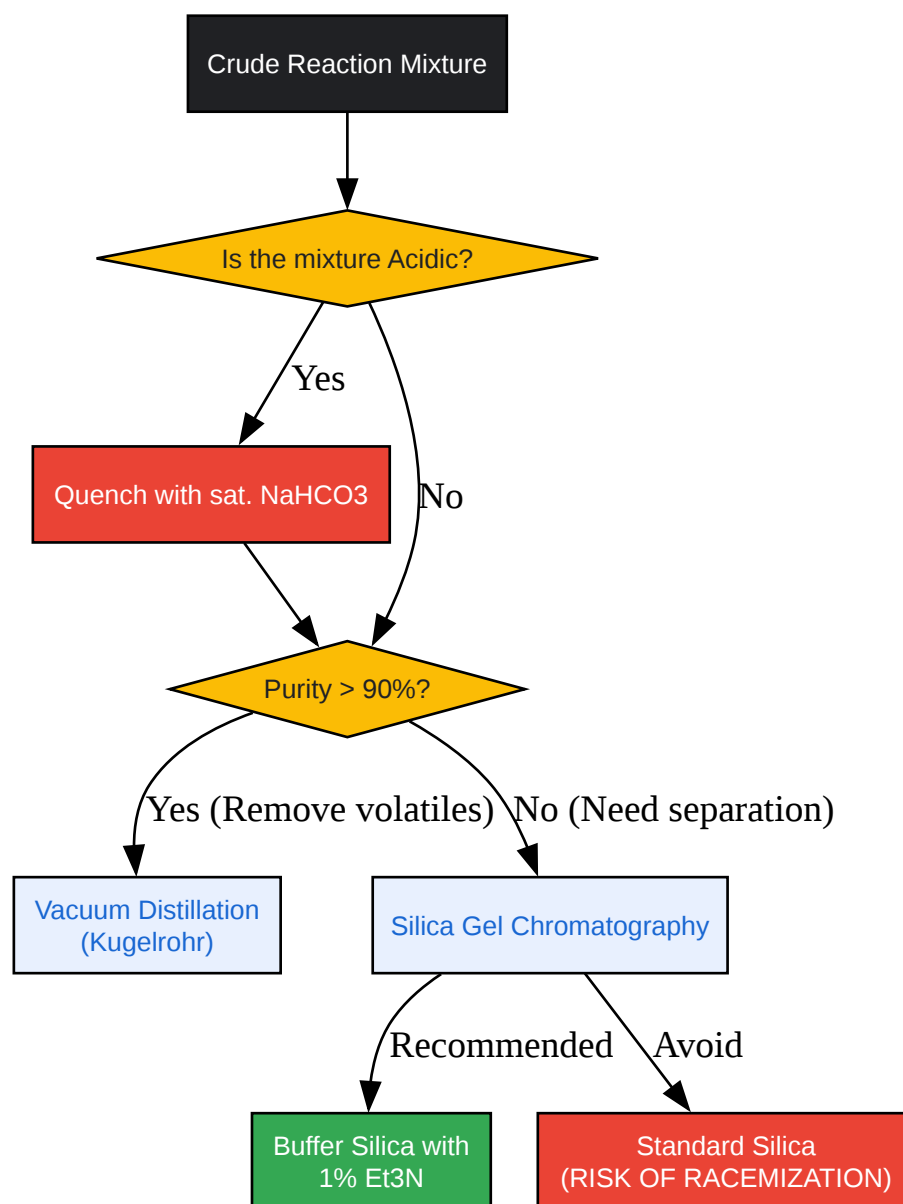 Crude Reaction Mixture
Is the mixture Acidic?
Yes
Quench with sat. NaHCO3
No
Purity > 90%?
Yes (Remove volatiles)
No (Need separation)
Vacuum Distillation
(Kugelrohr)
Silica Gel Chromatography
Recommended
Avoid
Buffer Silica with
1% Et3N
Standard Silica
(RISK OF RACEMIZATION)